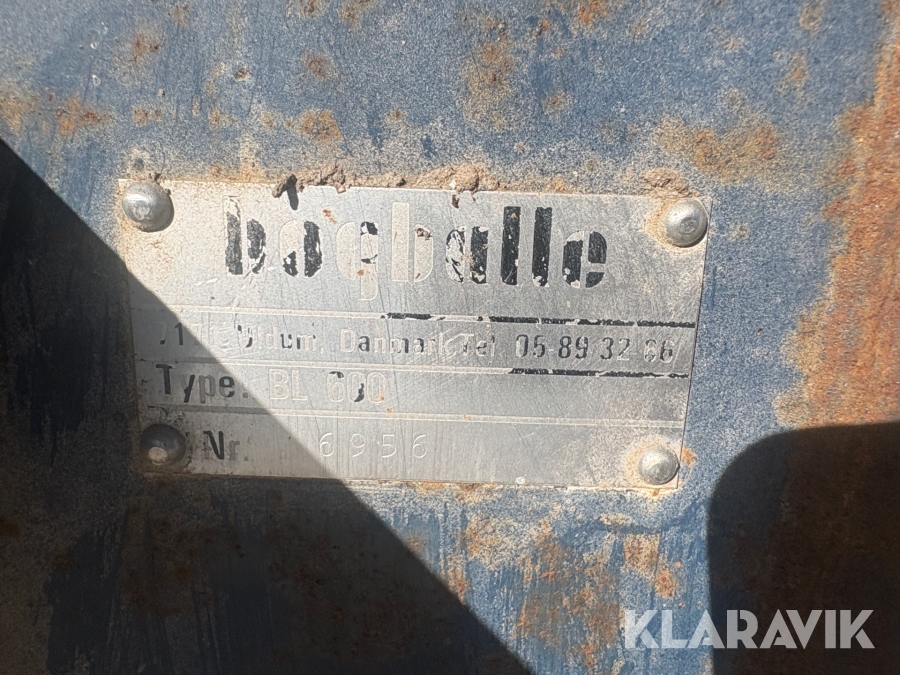 bogballe
Danmark Tel 05 89 32 66
Type. BL 600
Nr. 6956
KLARAVIK